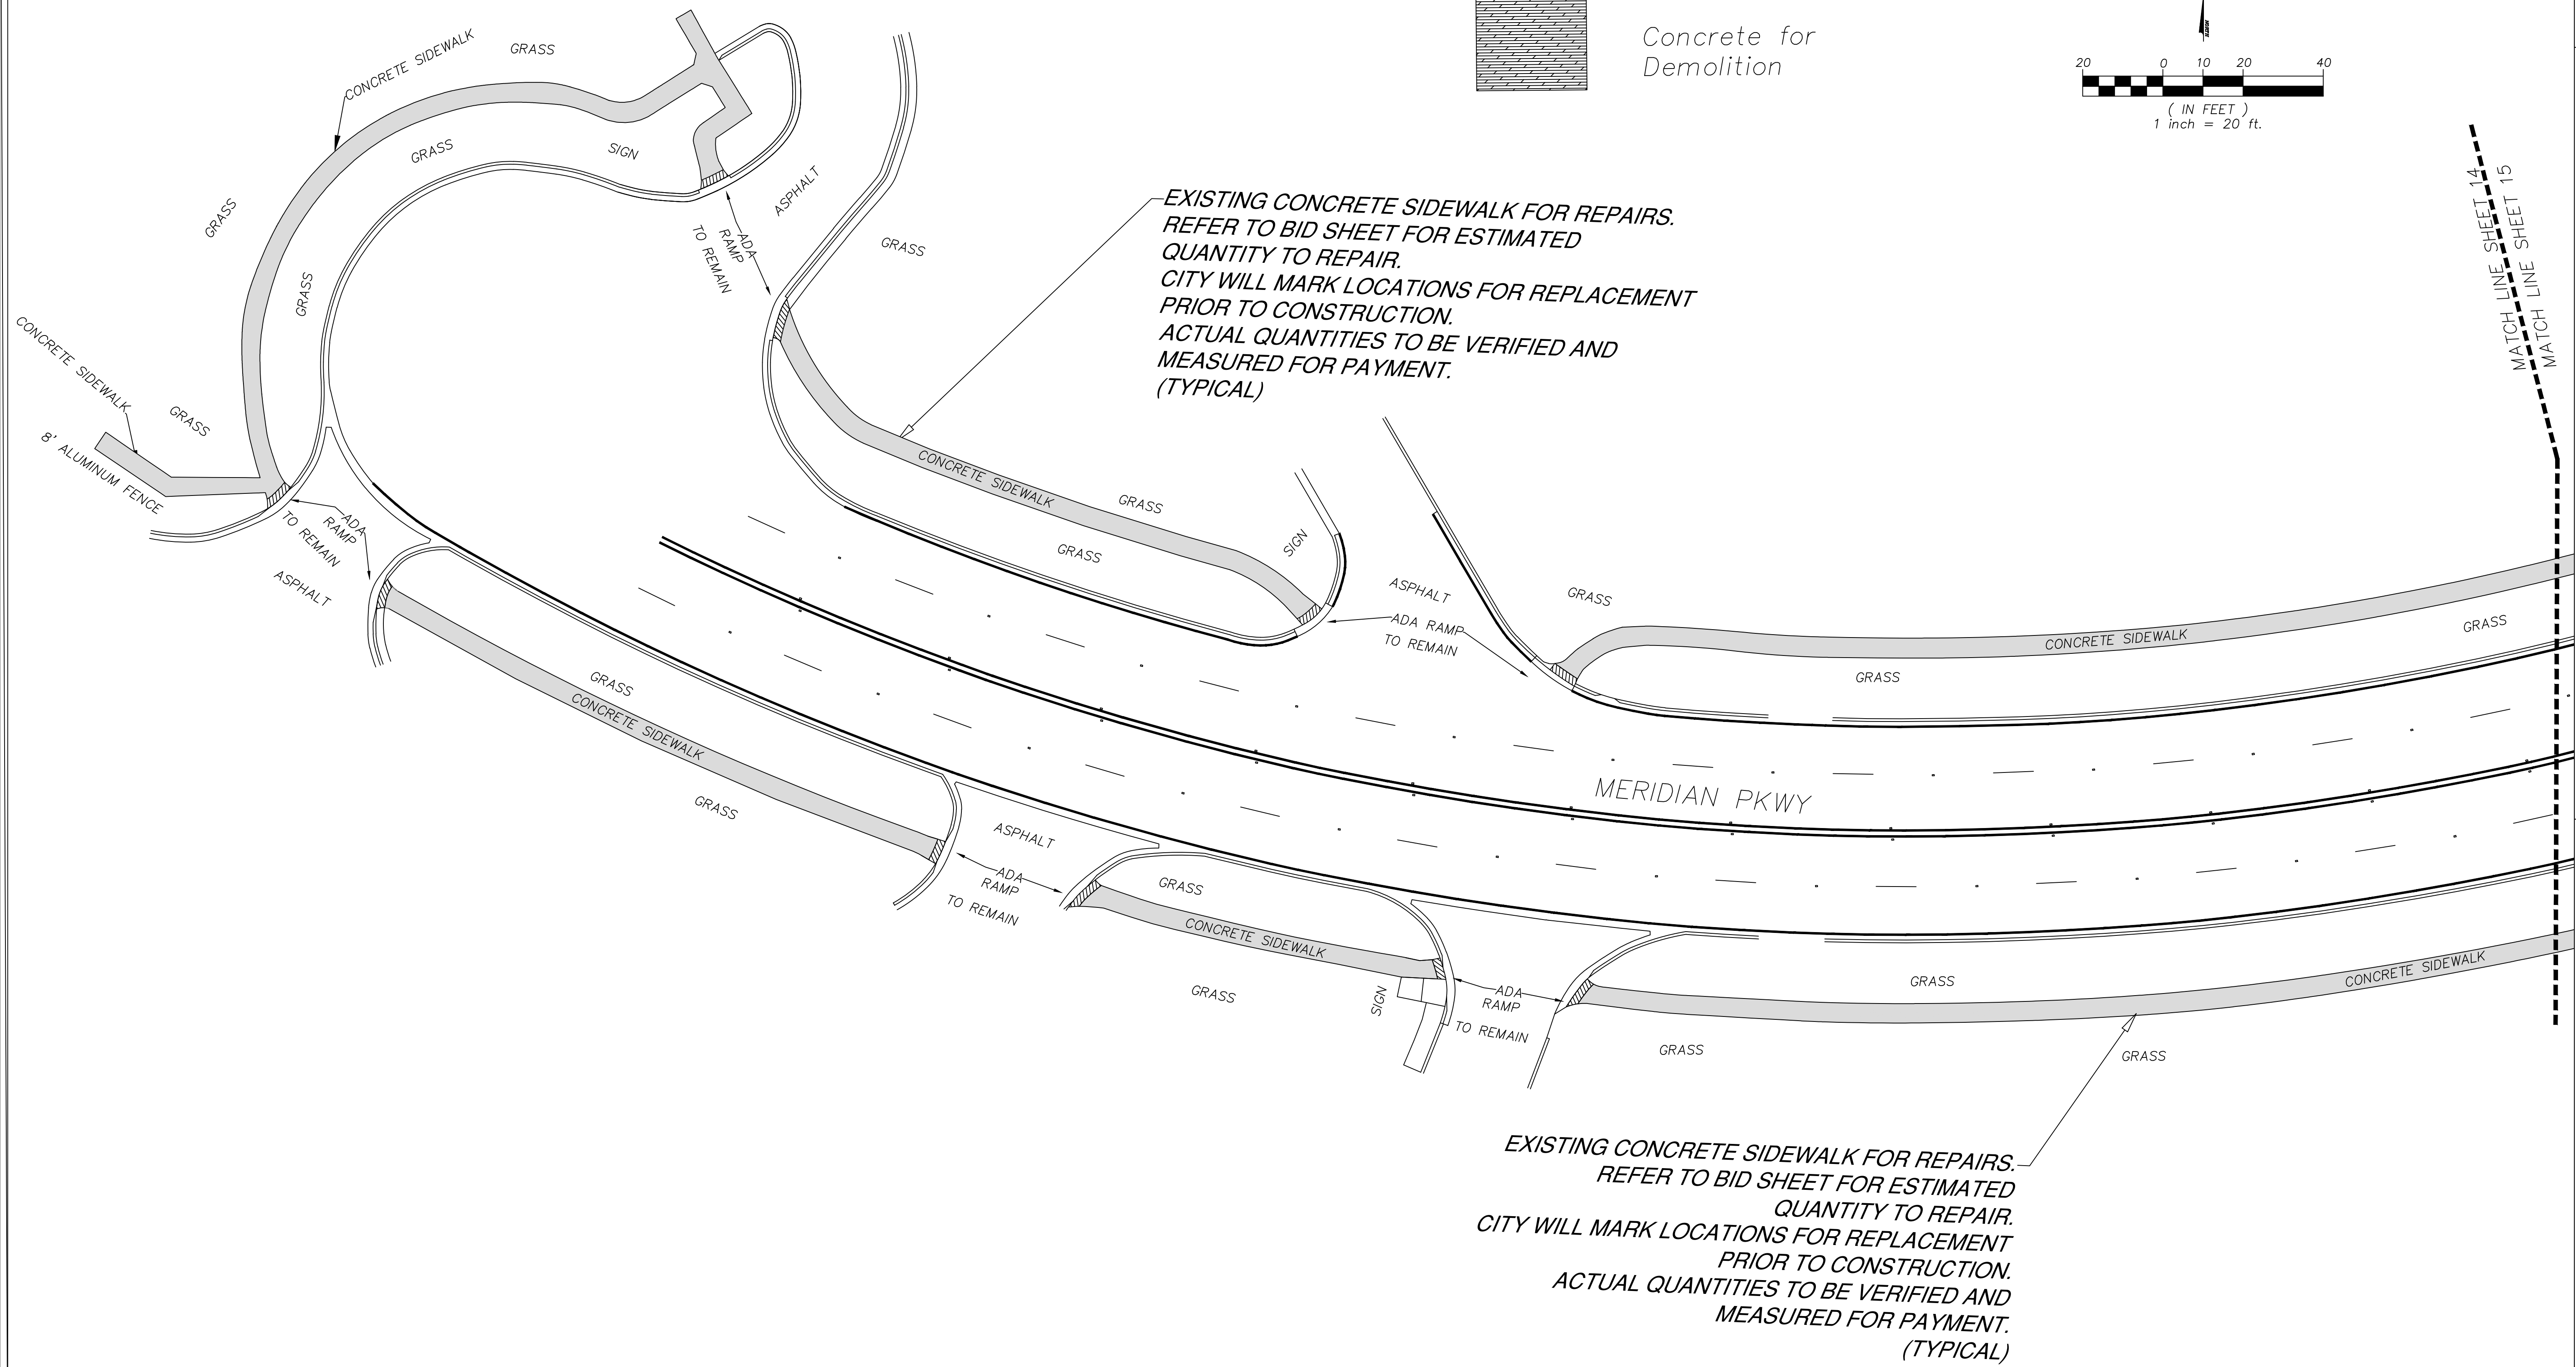 Concrete for
Demolition
NORTH
20 0 10 20 40
( IN FEET )
1 inch = 20 ft.
MATCH LINE SHEET 14
MATCH LINE SHEET 15
CONCRETE SIDEWALK
GRASS
GRASS
SIGN
GRASS
GRASS
ASPHALT
GRASS
ADA
RAMP
TO REMAIN
EXISTING CONCRETE SIDEWALK FOR REPAIRS.
REFER TO BID SHEET FOR ESTIMATED
QUANTITY TO REPAIR.
CITY WILL MARK LOCATIONS FOR REPLACEMENT
PRIOR TO CONSTRUCTION.
ACTUAL QUANTITIES TO BE VERIFIED AND
MEASURED FOR PAYMENT.
(TYPICAL)
CONCRETE SIDEWALK
GRASS
8' ALUMINUM FENCE
ADA
RAMP
TO REMAIN
ASPHALT
CONCRETE SIDEWALK
GRASS
GRASS
SIGN
ASPHALT
ADA RAMP
TO REMAIN
GRASS
CONCRETE SIDEWALK
GRASS
GRASS
GRASS
CONCRETE SIDEWALK
GRASS
MERIDIAN PKWY
ASPHALT
ADA
RAMP
TO REMAIN
GRASS
CONCRETE SIDEWALK
GRASS
SIGN
ADA
RAMP
TO REMAIN
GRASS
CONCRETE SIDEWALK
GRASS
GRASS
EXISTING CONCRETE SIDEWALK FOR REPAIRS.
REFER TO BID SHEET FOR ESTIMATED
QUANTITY TO REPAIR.
CITY WILL MARK LOCATIONS FOR REPLACEMENT
PRIOR TO CONSTRUCTION.
ACTUAL QUANTITIES TO BE VERIFIED AND
MEASURED FOR PAYMENT.
(TYPICAL)